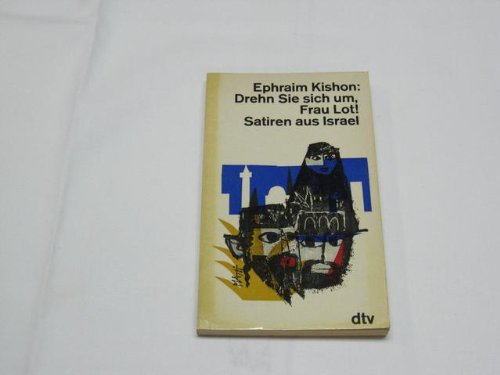 Ephraim Kishon:
Drehn Sie sich um,
Frau Lot!
Satiren aus Israel
dtv